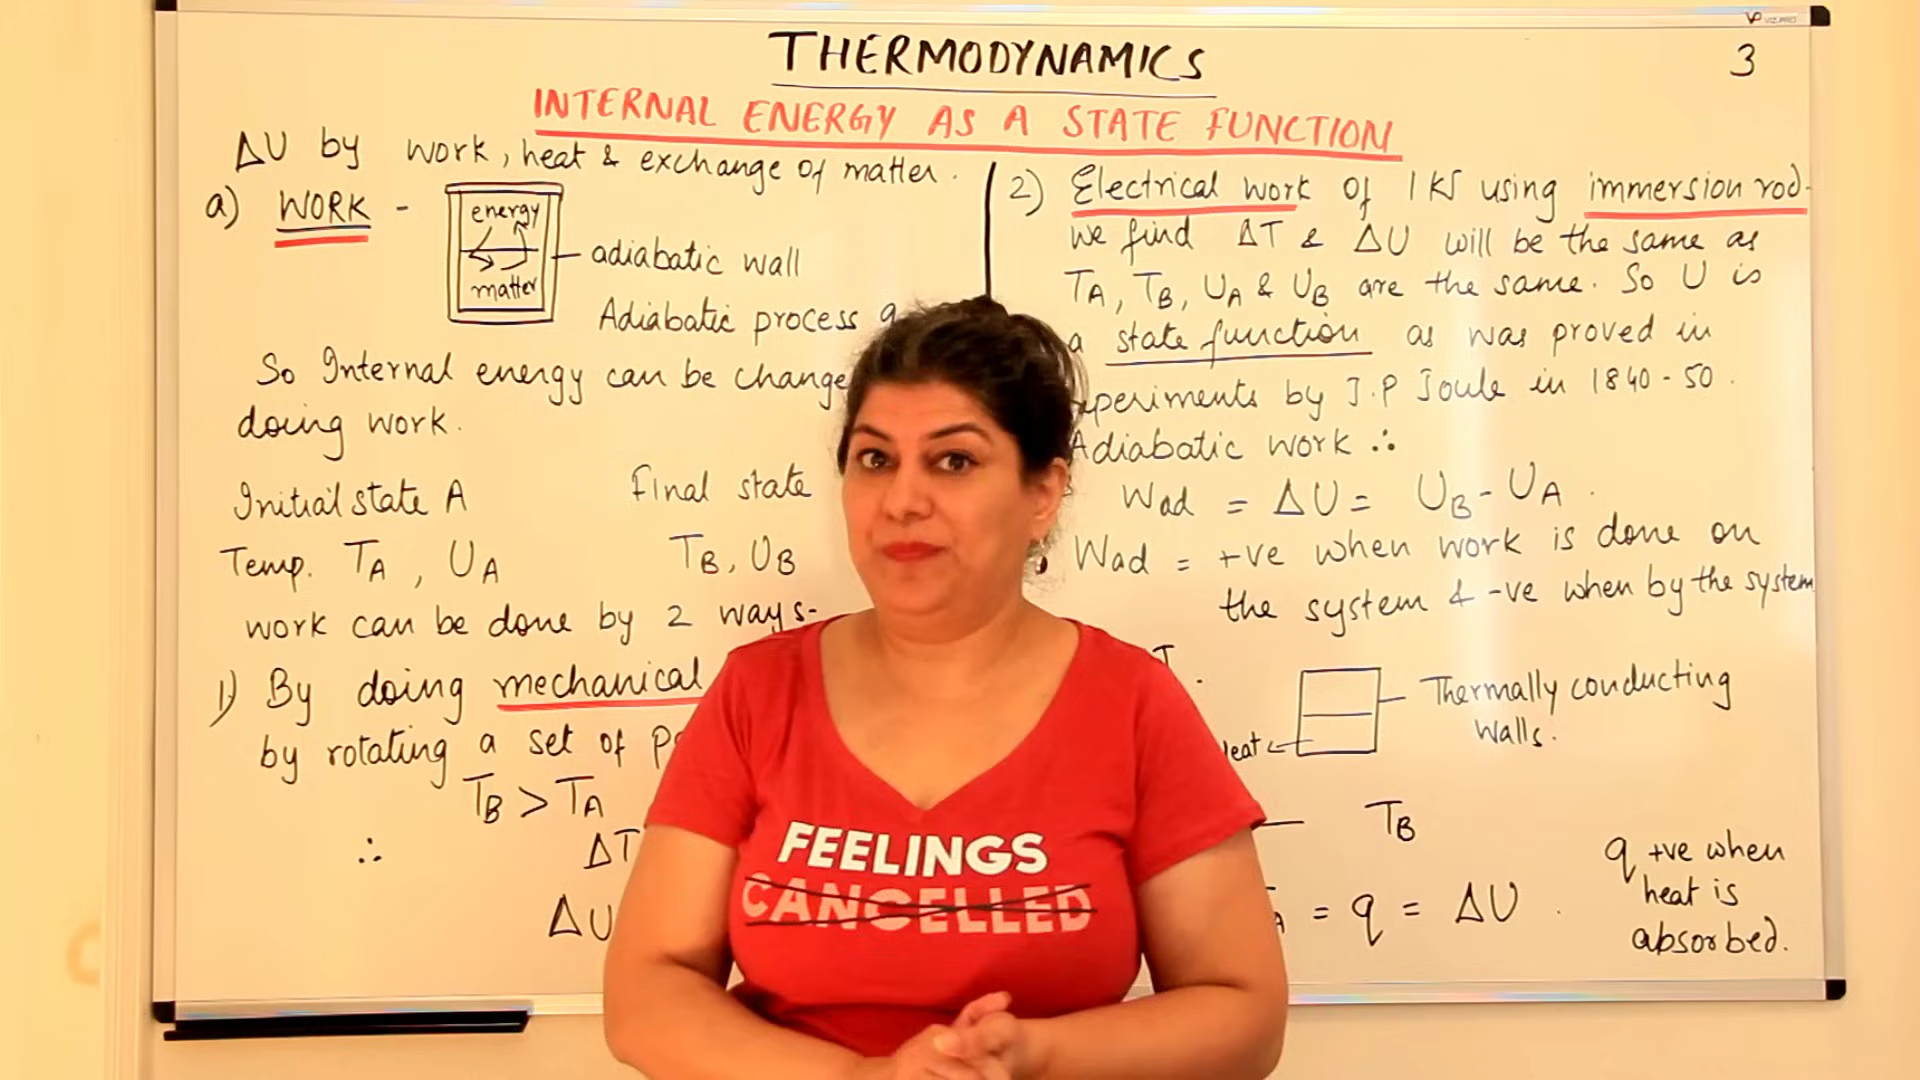 VIZ-PRO
THERMODYNAMICS
3
INTERNAL ENERGY AS A STATE FUNCTION
ΔU by work, heat & exchange of matter.
a) WORK -
energy
matter
adiabatic wall
Adiabatic process q
So Internal energy can be change
doing work.
Initial state A
Final state
Temp. TA , UA
TB, UB
work can be done by 2 ways-
1) By doing mechanical
by rotating a set of
TB > TA
∴ ΔT
ΔU
2) Electrical work of 1 KJ using immersion rod.
We find ΔT & ΔU will be the same as
TA, TB, UA & UB are the same. So U is
a state function as was proved in
xperiments by J.P Joule in 1840-50.
Adiabatic work ∴
Wad = ΔU = UB - UA .
Wad = +ve when work is done on
the system & -ve when by the system
T
Thermally conducting
walls.
eat
TB
A = q = ΔU .
q +ve when
heat is
absorbed.
FEELINGS
CANCELLED